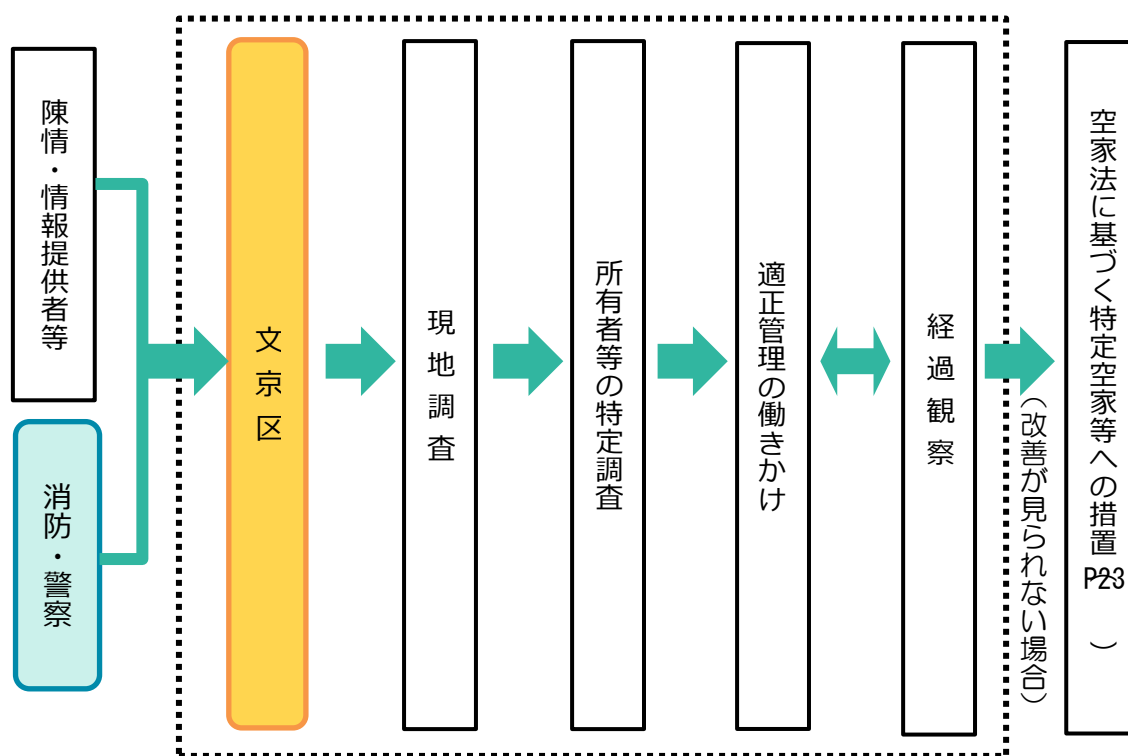 陳情・情報提供者等
消防・警察
文京区
現地調査
所有者等の特定調査
適正管理の働きかけ
経過観察
（改善が見られない場合）
空家法に基づく特定空家等への措置
P23
）